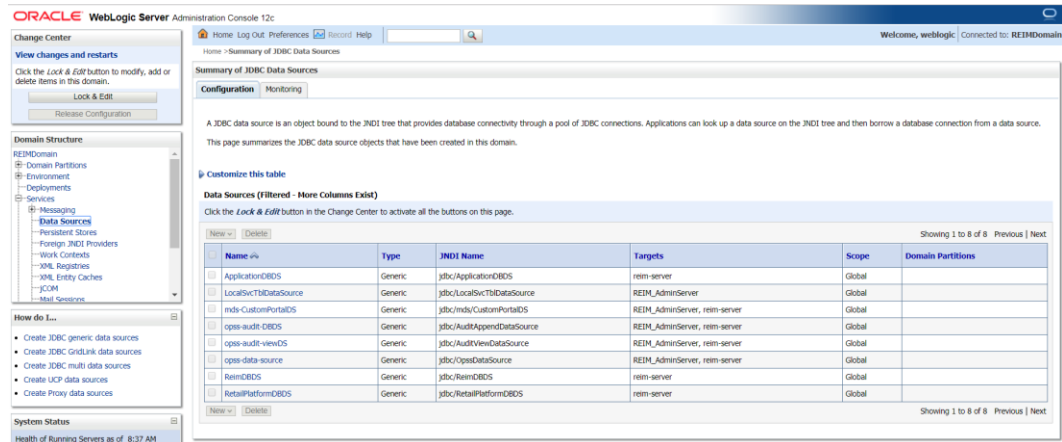 ORACLE WebLogic Server Administration Console 12c
Change Center
View changes and restarts
Click the Lock & Edit button to modify, add or
delete items in this domain.
Lock & Edit
Release Configuration
Domain Structure
REIMDomain
Domain Partitions
Environment
Deployments
Services
Messaging
Data Sources
Persistent Stores
Foreign JNDI Providers
Work Contexts
XML Registries
XML Entity Caches
jCOM
Mail Sessions
How do I...
Create JDBC generic data sources
Create JDBC GridLink data sources
Create JDBC multi data sources
Create UCP data sources
Create Proxy data sources
System Status
Health of Running Servers as of 8:37 AM
Home Log Out Preferences Record Help
Welcome, weblogic Connected to: REIMDomain
Home >Summary of JDBC Data Sources
Summary of JDBC Data Sources
Configuration Monitoring
A JDBC data source is an object bound to the JNDI tree that provides database connectivity through a pool of JDBC connections. Applications can look up a data source on the JNDI tree and then borrow a database connection from a data source.
This page summarizes the JDBC data source objects that have been created in this domain.
Customize this table
Data Sources (Filtered - More Columns Exist)
Click the Lock & Edit button in the Change Center to activate all the buttons on this page.
New Delete Showing 1 to 8 of 8 Previous | Next
Name Type JNDI Name Targets Scope Domain Partitions
ApplicationDBDS Generic jdbc/ApplicationDBDS reim-server Global
LocalSvcTblDataSource Generic jdbc/LocalSvcTblDataSource REIM_AdminServer Global
mds-CustomPortalDS Generic jdbc/mds/CustomPortalDS REIM_AdminServer, reim-server Global
opss-audit-DBDS Generic jdbc/AuditAppendDataSource REIM_AdminServer, reim-server Global
opss-audit-viewDS Generic jdbc/AuditViewDataSource REIM_AdminServer, reim-server Global
opss-data-source Generic jdbc/OpssDataSource REIM_AdminServer, reim-server Global
ReimDBDS Generic jdbc/ReimDBDS reim-server Global
RetailPlatformDBDS Generic jdbc/RetailPlatformDBDS reim-server Global
New Delete Showing 1 to 8 of 8 Previous | Next